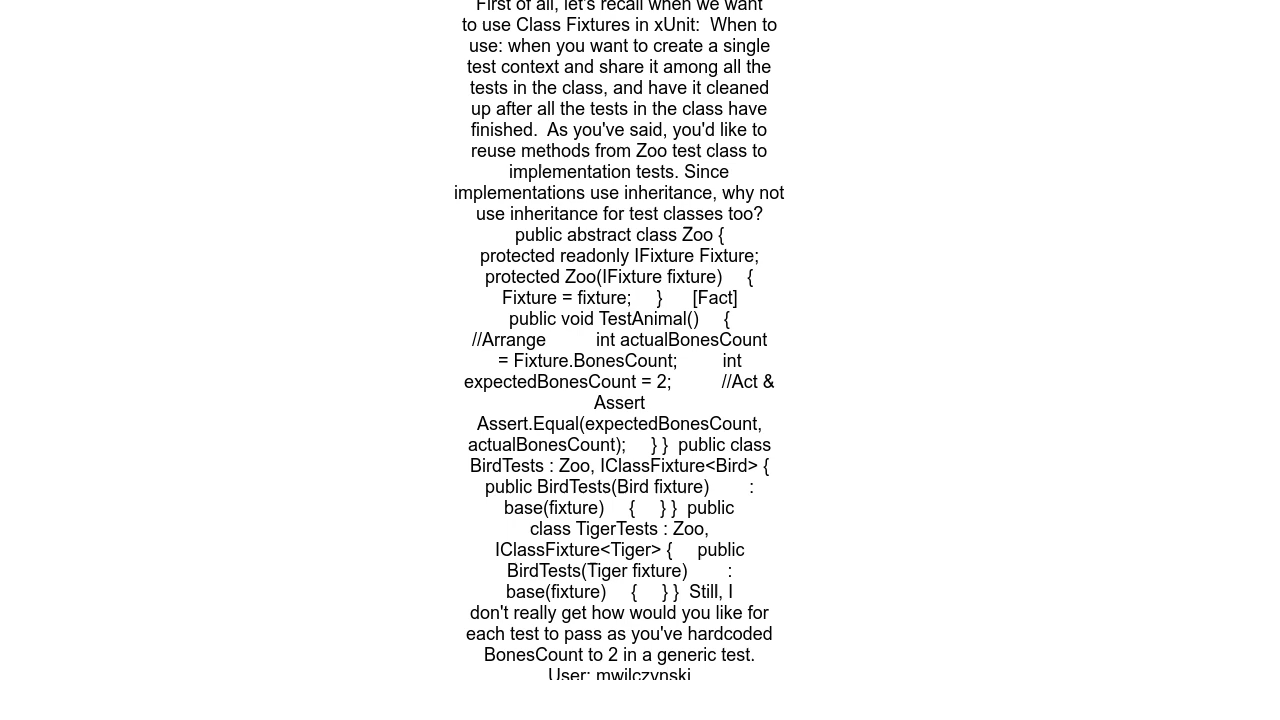 First of all, let's recall when we want
to use Class Fixtures in xUnit:  When to
use: when you want to create a single
test context and share it among all the
tests in the class, and have it cleaned
up after all the tests in the class have
finished.  As you've said, you'd like to
reuse methods from Zoo test class to
implementation tests. Since
implementations use inheritance, why not
use inheritance for test classes too?
public abstract class Zoo {
protected readonly IFixture Fixture;
protected Zoo(IFixture fixture)     {
Fixture = fixture;     }      [Fact]
public void TestAnimal()     {
//Arrange          int actualBonesCount
= Fixture.BonesCount;         int
expectedBonesCount = 2;          //Act &
Assert
Assert.Equal(expectedBonesCount,
actualBonesCount);     } }  public class
BirdTests : Zoo, IClassFixture<Bird> {
public BirdTests(Bird fixture)        :
base(fixture)     {     } }  public
class TigerTests : Zoo,
IClassFixture<Tiger> {     public
BirdTests(Tiger fixture)        :
base(fixture)     {     } }  Still, I
don't really get how would you like for
each test to pass as you've hardcoded
BonesCount to 2 in a generic test.
User: mwilczynski